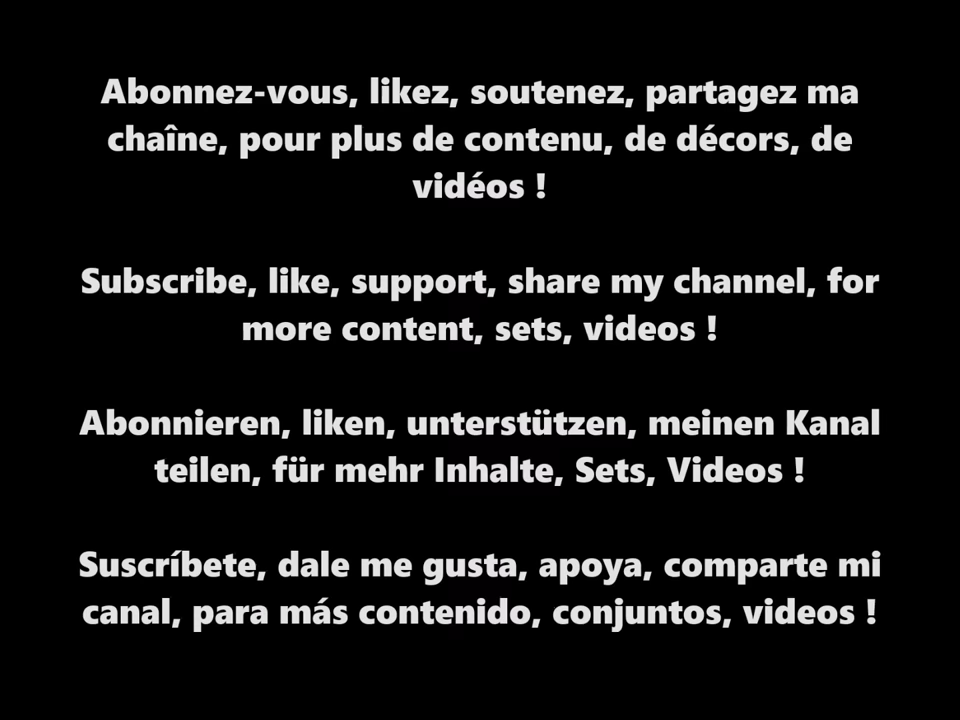 Abonnez-vous, likez, soutenez, partagez ma
chaîne, pour plus de contenu, de décors, de
vidéos !
Subscribe, like, support, share my channel, for
more content, sets, videos !
Abonnieren, liken, unterstützen, meinen Kanal
teilen, für mehr Inhalte, Sets, Videos !
Suscríbete, dale me gusta, apoya, comparte mi
canal, para más contenido, conjuntos, videos !